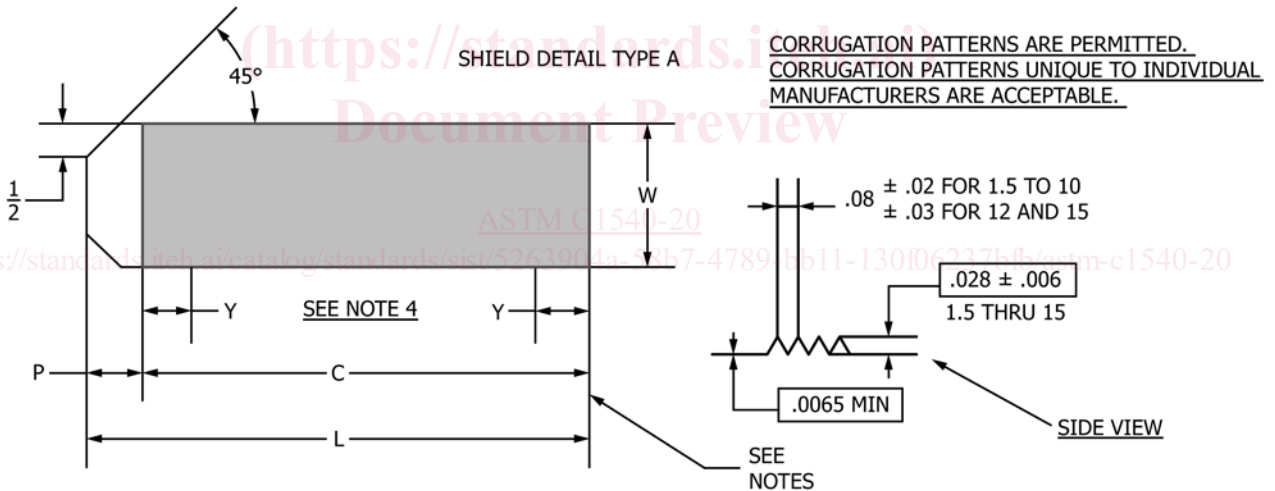 (https://standards.iteh.ai)
Document Preview
SHIELD DETAIL TYPE A
CORRUGATION PATTERNS ARE PERMITTED.
CORRUGATION PATTERNS UNIQUE TO INDIVIDUAL
MANUFACTURERS ARE ACCEPTABLE.
45°
1
2
W
.08
± .02 FOR 1.5 TO 10
± .03 FOR 12 AND 15
ASTM C1540-20
s://standards.iteh.ai/catalog/standards/sist/5263904a-58b7-4789-bb11-130f06237bfb/astm-c1540-20
.028 ± .006
1.5 THRU 15
Y
SEE NOTE 4
Y
P
C
.0065 MIN
L
SIDE VIEW
SEE
NOTES